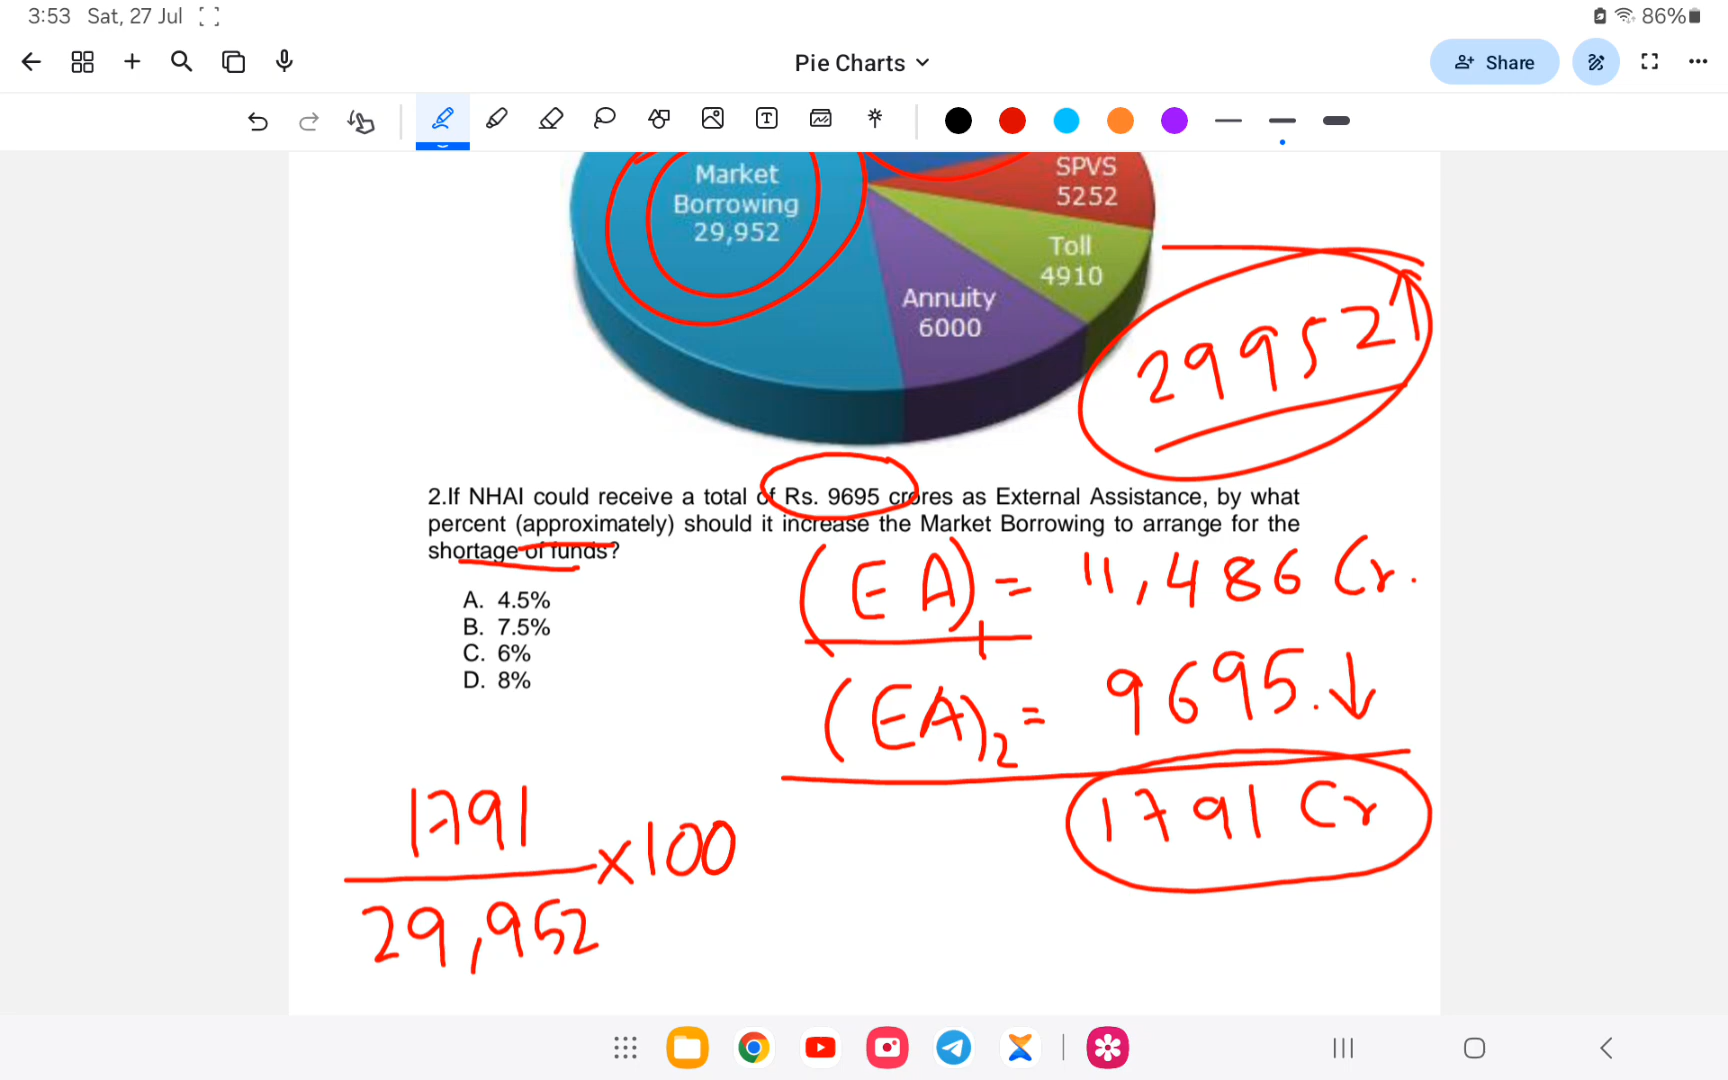 3:53 Sat, 27 Jul
86%
Pie Charts
Share
Market
Borrowing
29,952
SPVS
5252
Toll
4910
Annuity
6000
29952
2.If NHAI could receive a total of Rs. 9695 crores as External Assistance, by what
percent (approximately) should it increase the Market Borrowing to arrange for the
shortage of funds?
A. 4.5%
B. 7.5%
C. 6%
D. 8%
(EA)1 = 11,486 Cr.
(EA)2 = 9695. ↓
1791 Cr
1791
× 100
29,952